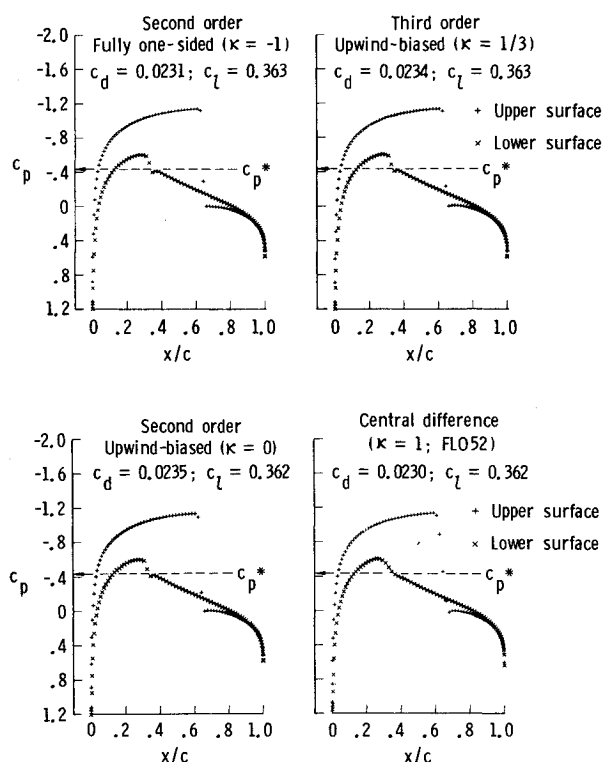 Second order
Fully one-sided (κ = -1)
c_d = 0.0231; c_l = 0.363
Third order
Upwind-biased (κ = 1/3)
c_d = 0.0234; c_l = 0.363
-2.0
-1.6
-1.2
-.8
-.4
0
.4
.8
1.2
c_p
c_p*
0 .2 .4 .6 .8 1.0
x/c
+ Upper surface
× Lower surface
c_p*
0 .2 .4 .6 .8 1.0
x/c
Second order
Upwind-biased (κ = 0)
c_d = 0.0235; c_l = 0.362
Central difference
(κ = 1; FLO52)
c_d = 0.0230; c_l = 0.362
-2.0
-1.6
-1.2
-.8
-.4
0
.4
.8
1.2
c_p
c_p*
0 .2 .4 .6 .8 1.0
x/c
+ Upper surface
× Lower surface
c_p*
0 .2 .4 .6 .8 1.0
x/c